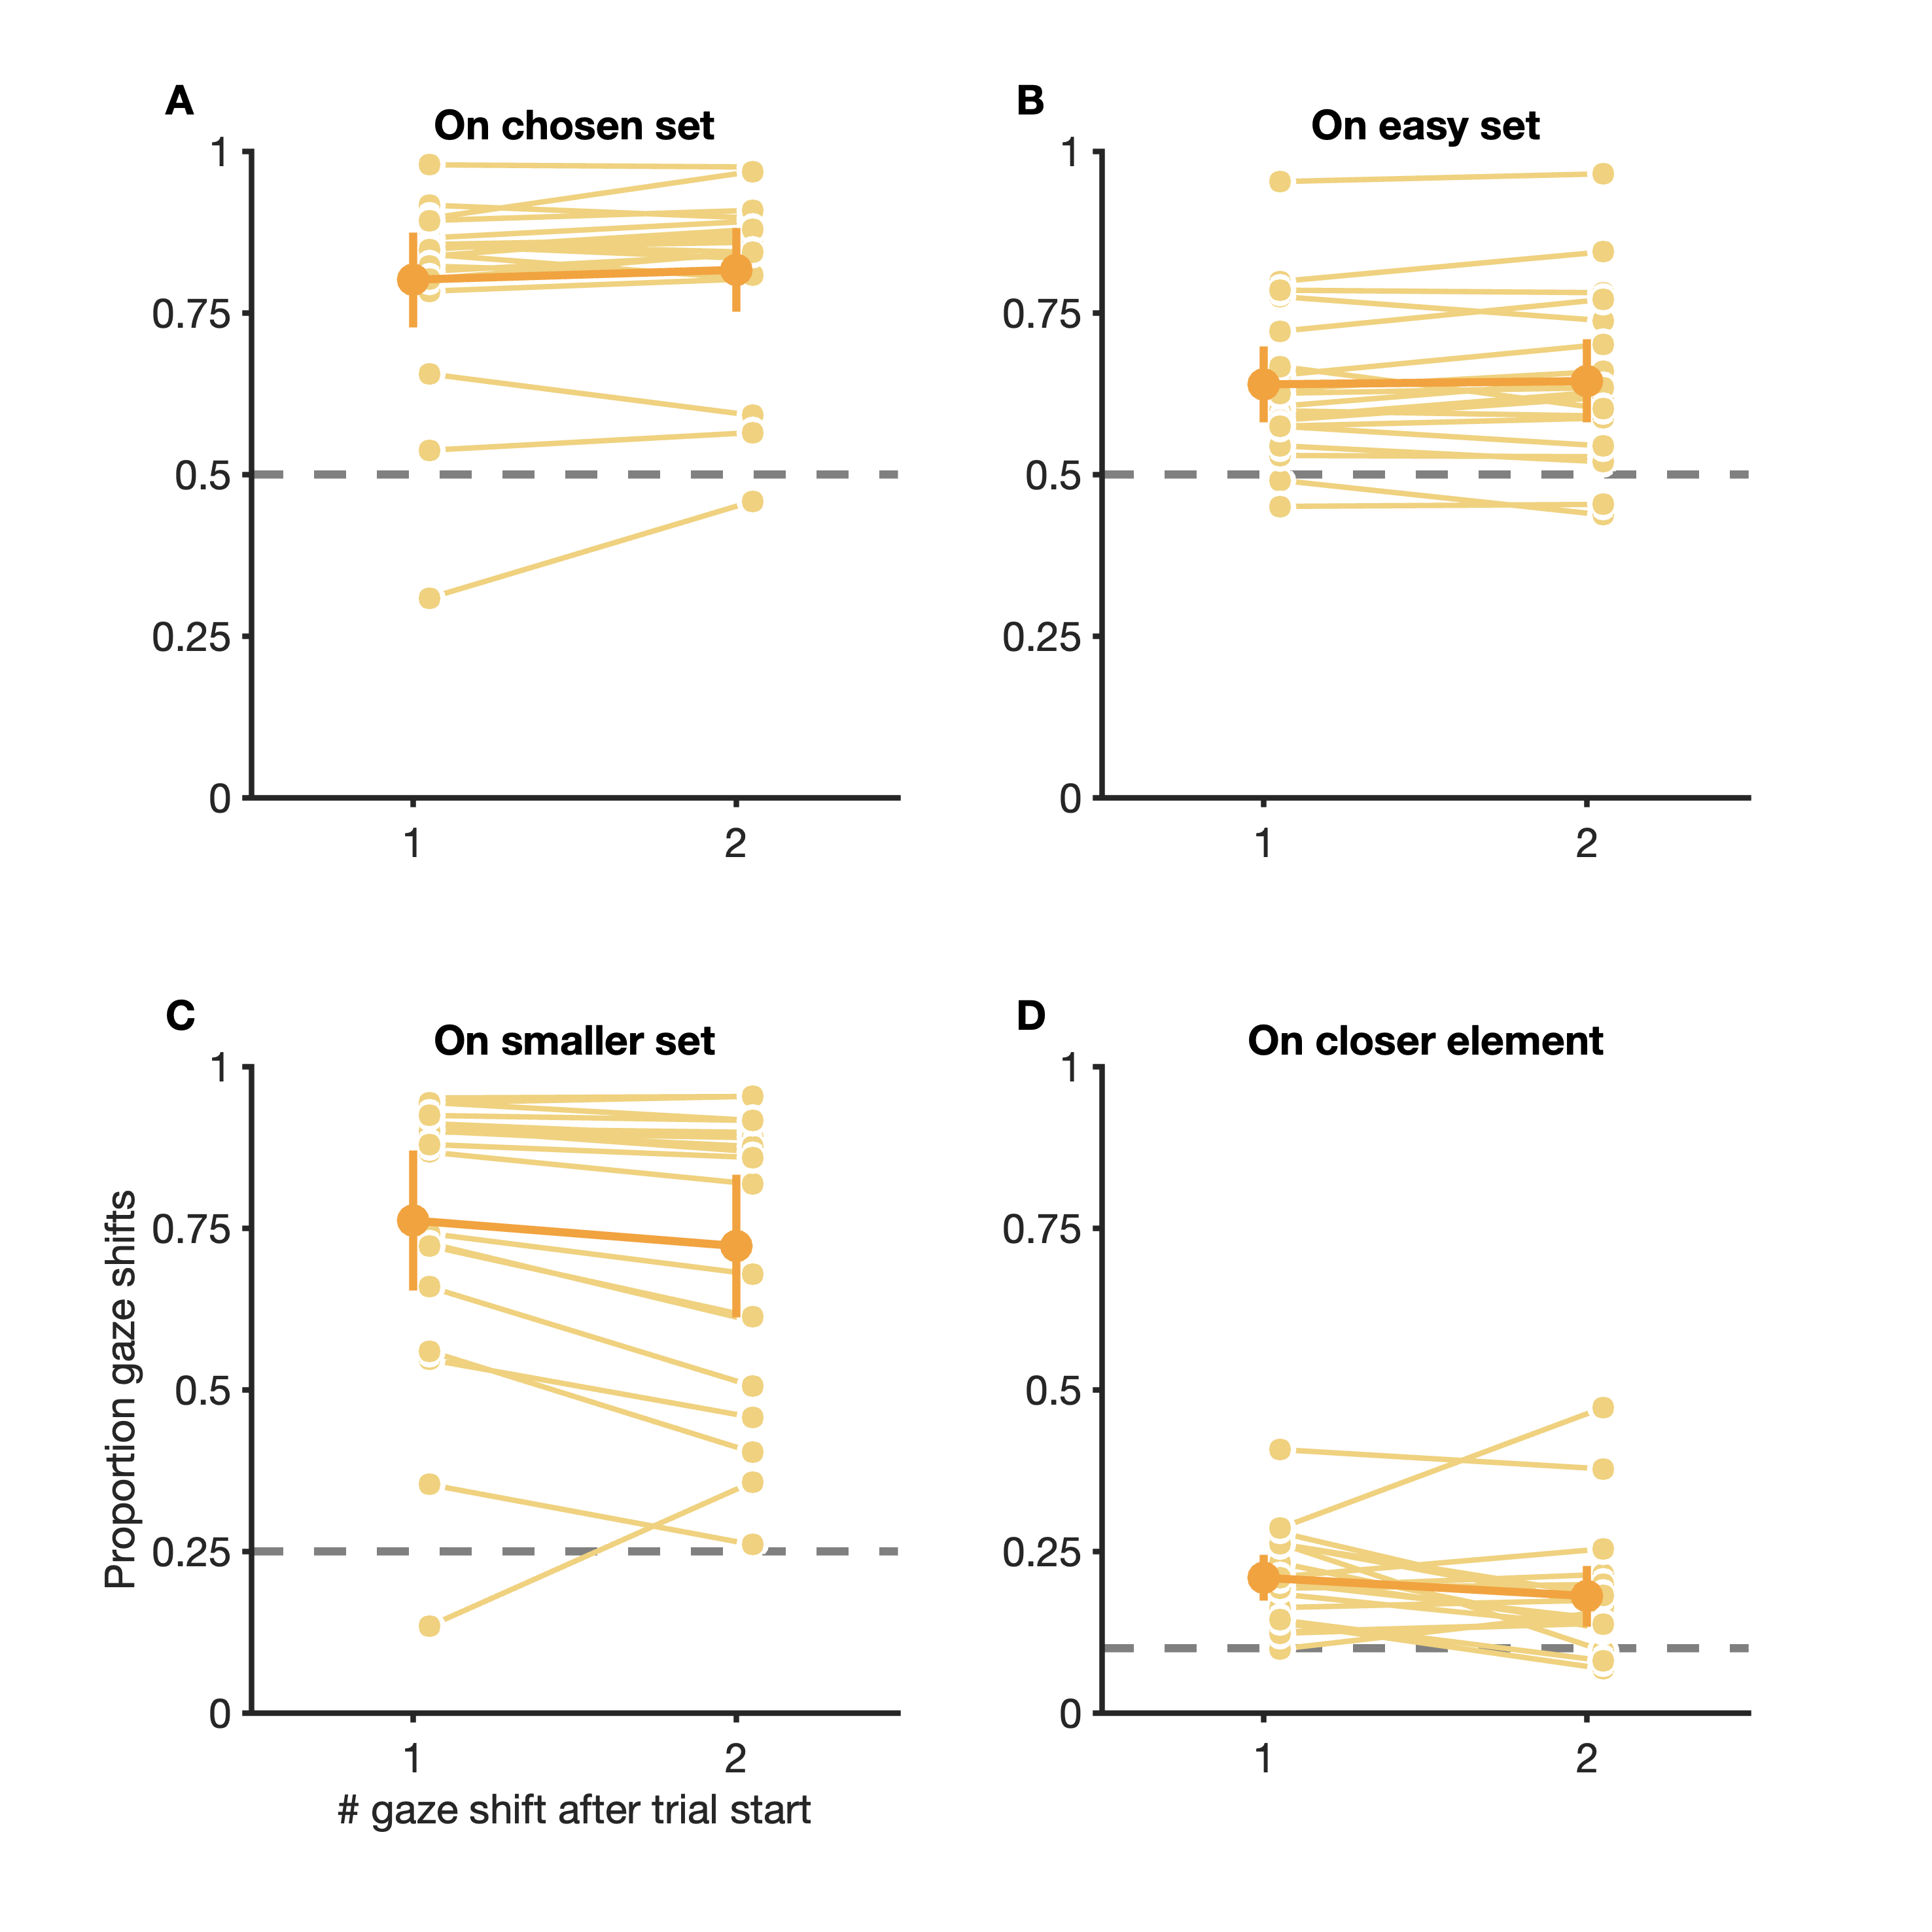 A
On chosen set
1
0.75
0.5
0.25
0
1 2
B
On easy set
1
0.75
0.5
0.25
0
1 2
C
On smaller set
Proportion gaze shifts
1
0.75
0.5
0.25
0
1 2
# gaze shift after trial start
D
On closer element
1
0.75
0.5
0.25
0
1 2